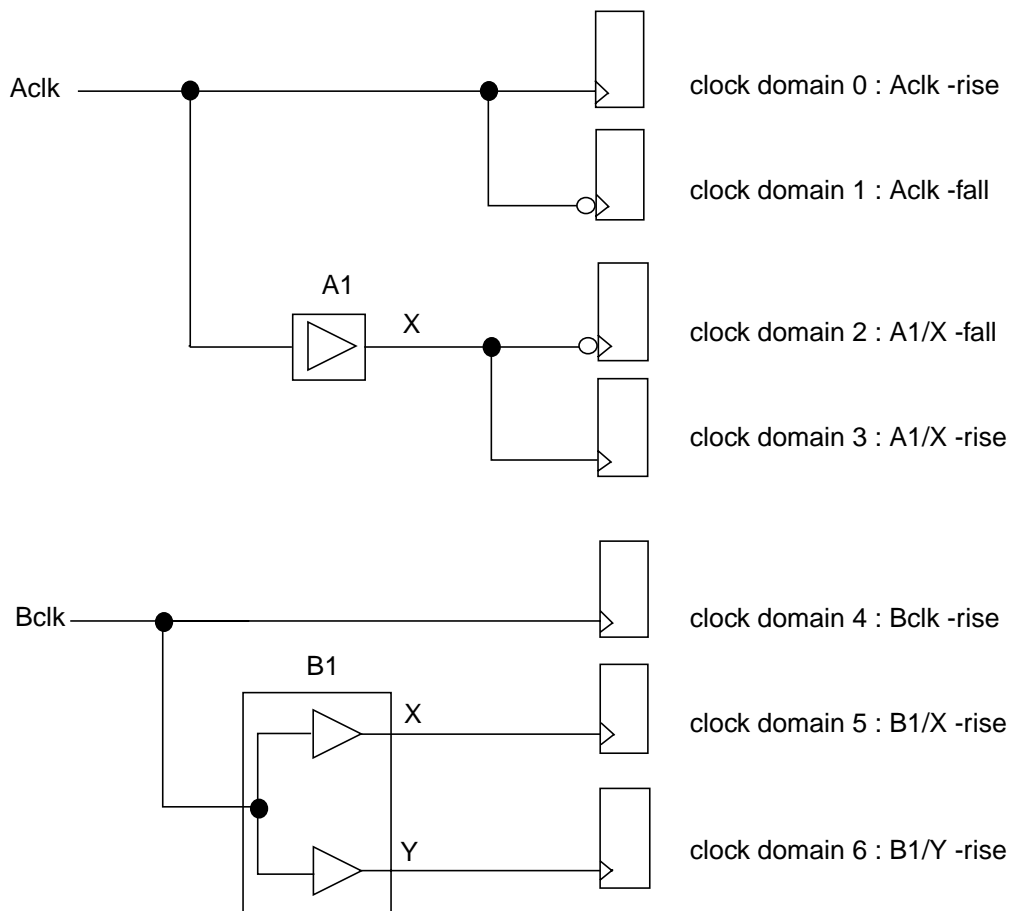 Aclk
clock domain 0 : Aclk -rise
clock domain 1 : Aclk -fall
A1
X
clock domain 2 : A1/X -fall
clock domain 3 : A1/X -rise
Bclk
clock domain 4 : Bclk -rise
B1
X
clock domain 5 : B1/X -rise
Y
clock domain 6 : B1/Y -rise